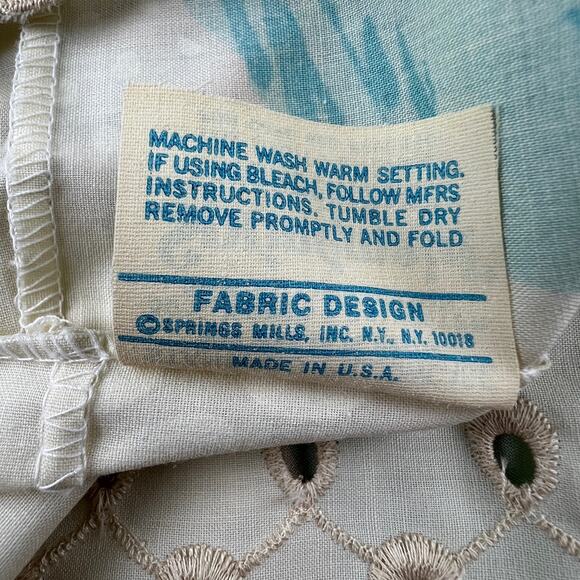 MACHINE WASH WARM SETTING.
IF USING BLEACH, FOLLOW MFRS
INSTRUCTIONS. TUMBLE DRY
REMOVE PROMPTLY AND FOLD
FABRIC DESIGN
©SPRINGS MILLS, INC. N.Y., N.Y. 10018
MADE IN U.S.A.